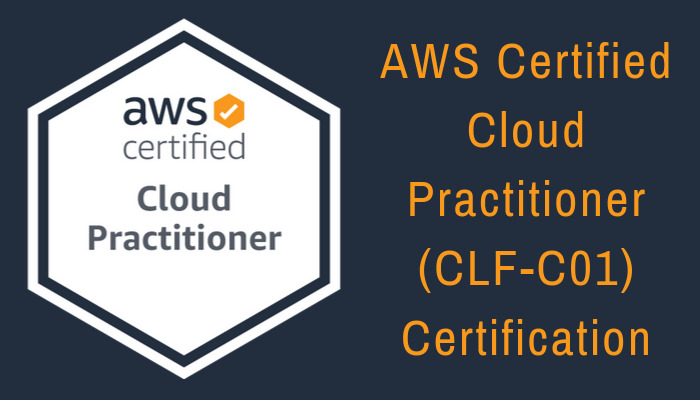 aws
certified
Cloud
Practitioner
AWS Certified
Cloud
Practitioner
(CLF-C01)
Certification